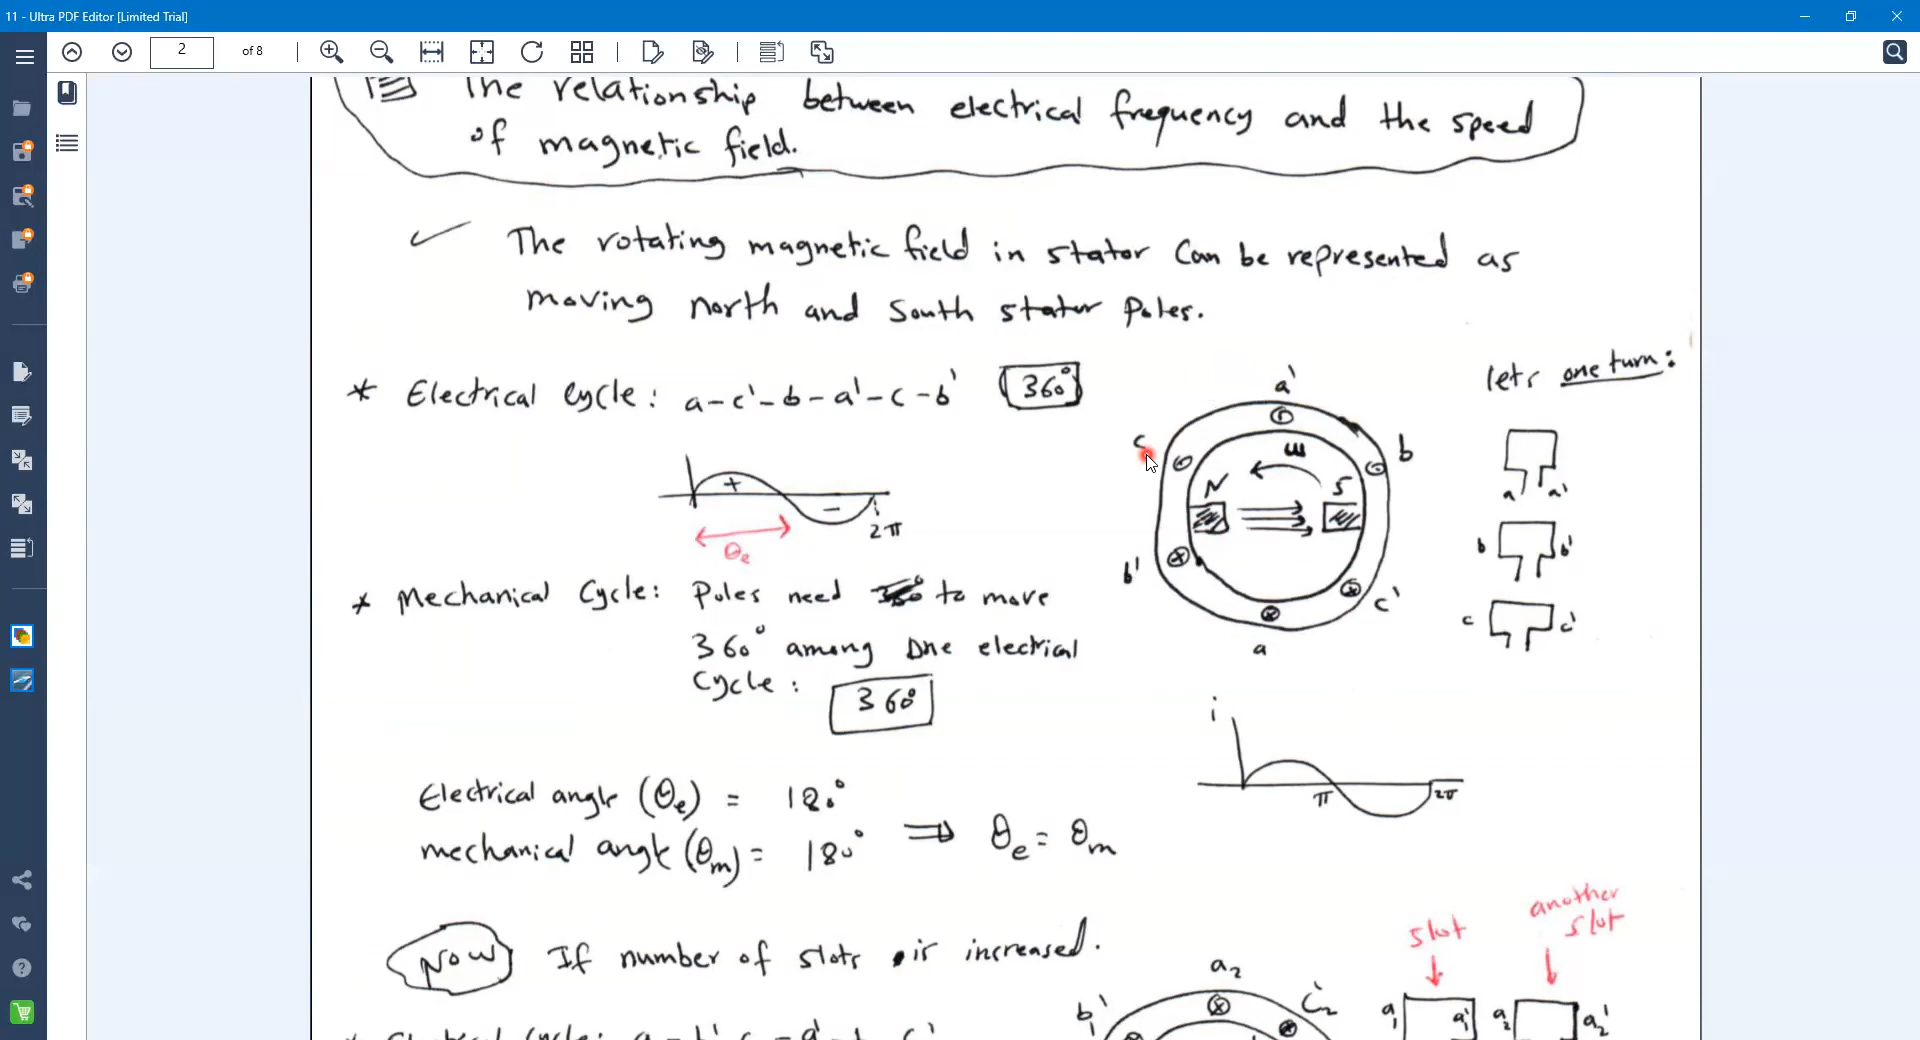 11 - Ultra PDF Editor [Limited Trial]
2 of 8
The relationship between electrical frequency and the speed
of magnetic field.
The rotating magnetic field in stator can be represented as
moving north and south stator poles.
* Electrical Cycle: a-c'-b-a'-c-b' 360°
lets one turn:
a'
c
b
ω
N
S
b'
c'
a
a a'
b b'
c c'
+
-
2π
θe
* Mechanical Cycle: Poles need to move
360° among one electrical
Cycle: 360°
i
π
2π
Electrical angle (θe) = 180°
mechanical angle (θm) = 180° ⇒ θe = θm
another
slot
slot
Now If number of slots is increased.
a2
c'2
b1'
a1 a1' a2 a2'